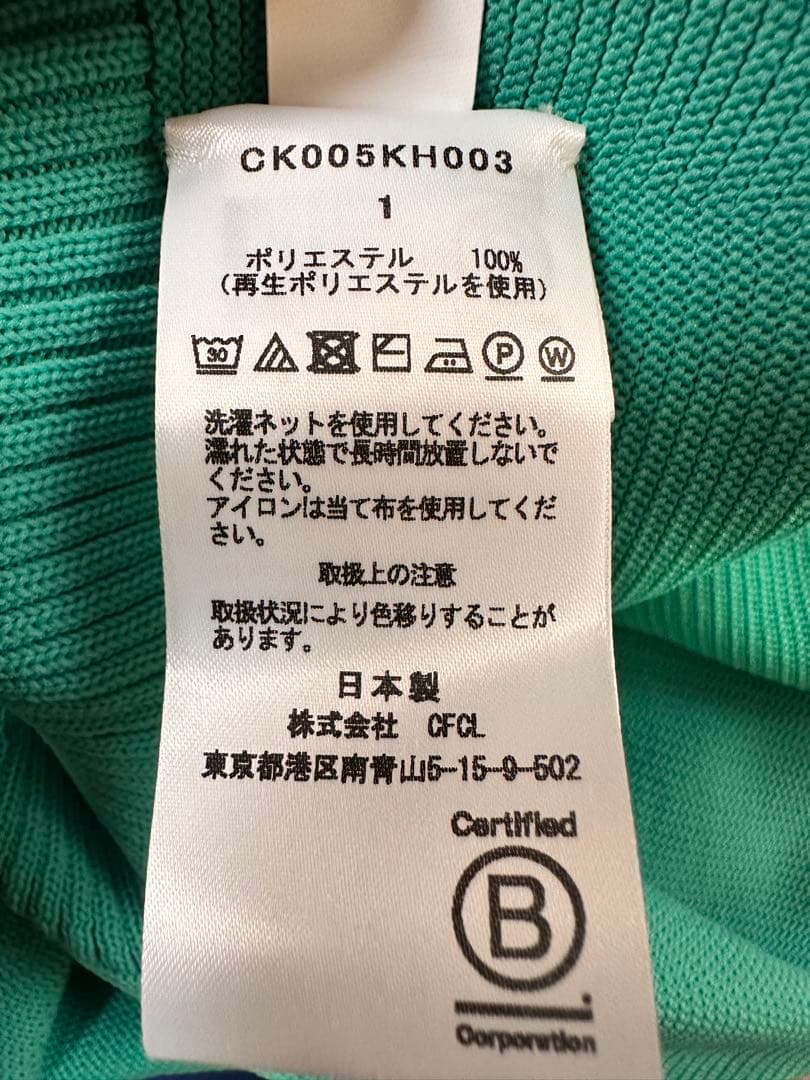 CK005KH003
1
ポリエステル 100%
(再生ポリエステルを使用)
30 P W
洗濯ネットを使用してください。
濡れた状態で長時間放置しないで
ください。
アイロンは当て布を使用してくだ
さい。
取扱上の注意
取扱状況により色移りすることが
あります。
日本製
株式会社 CFCL
東京都港区南青山5-15-9-502
Certified
B
Corporation